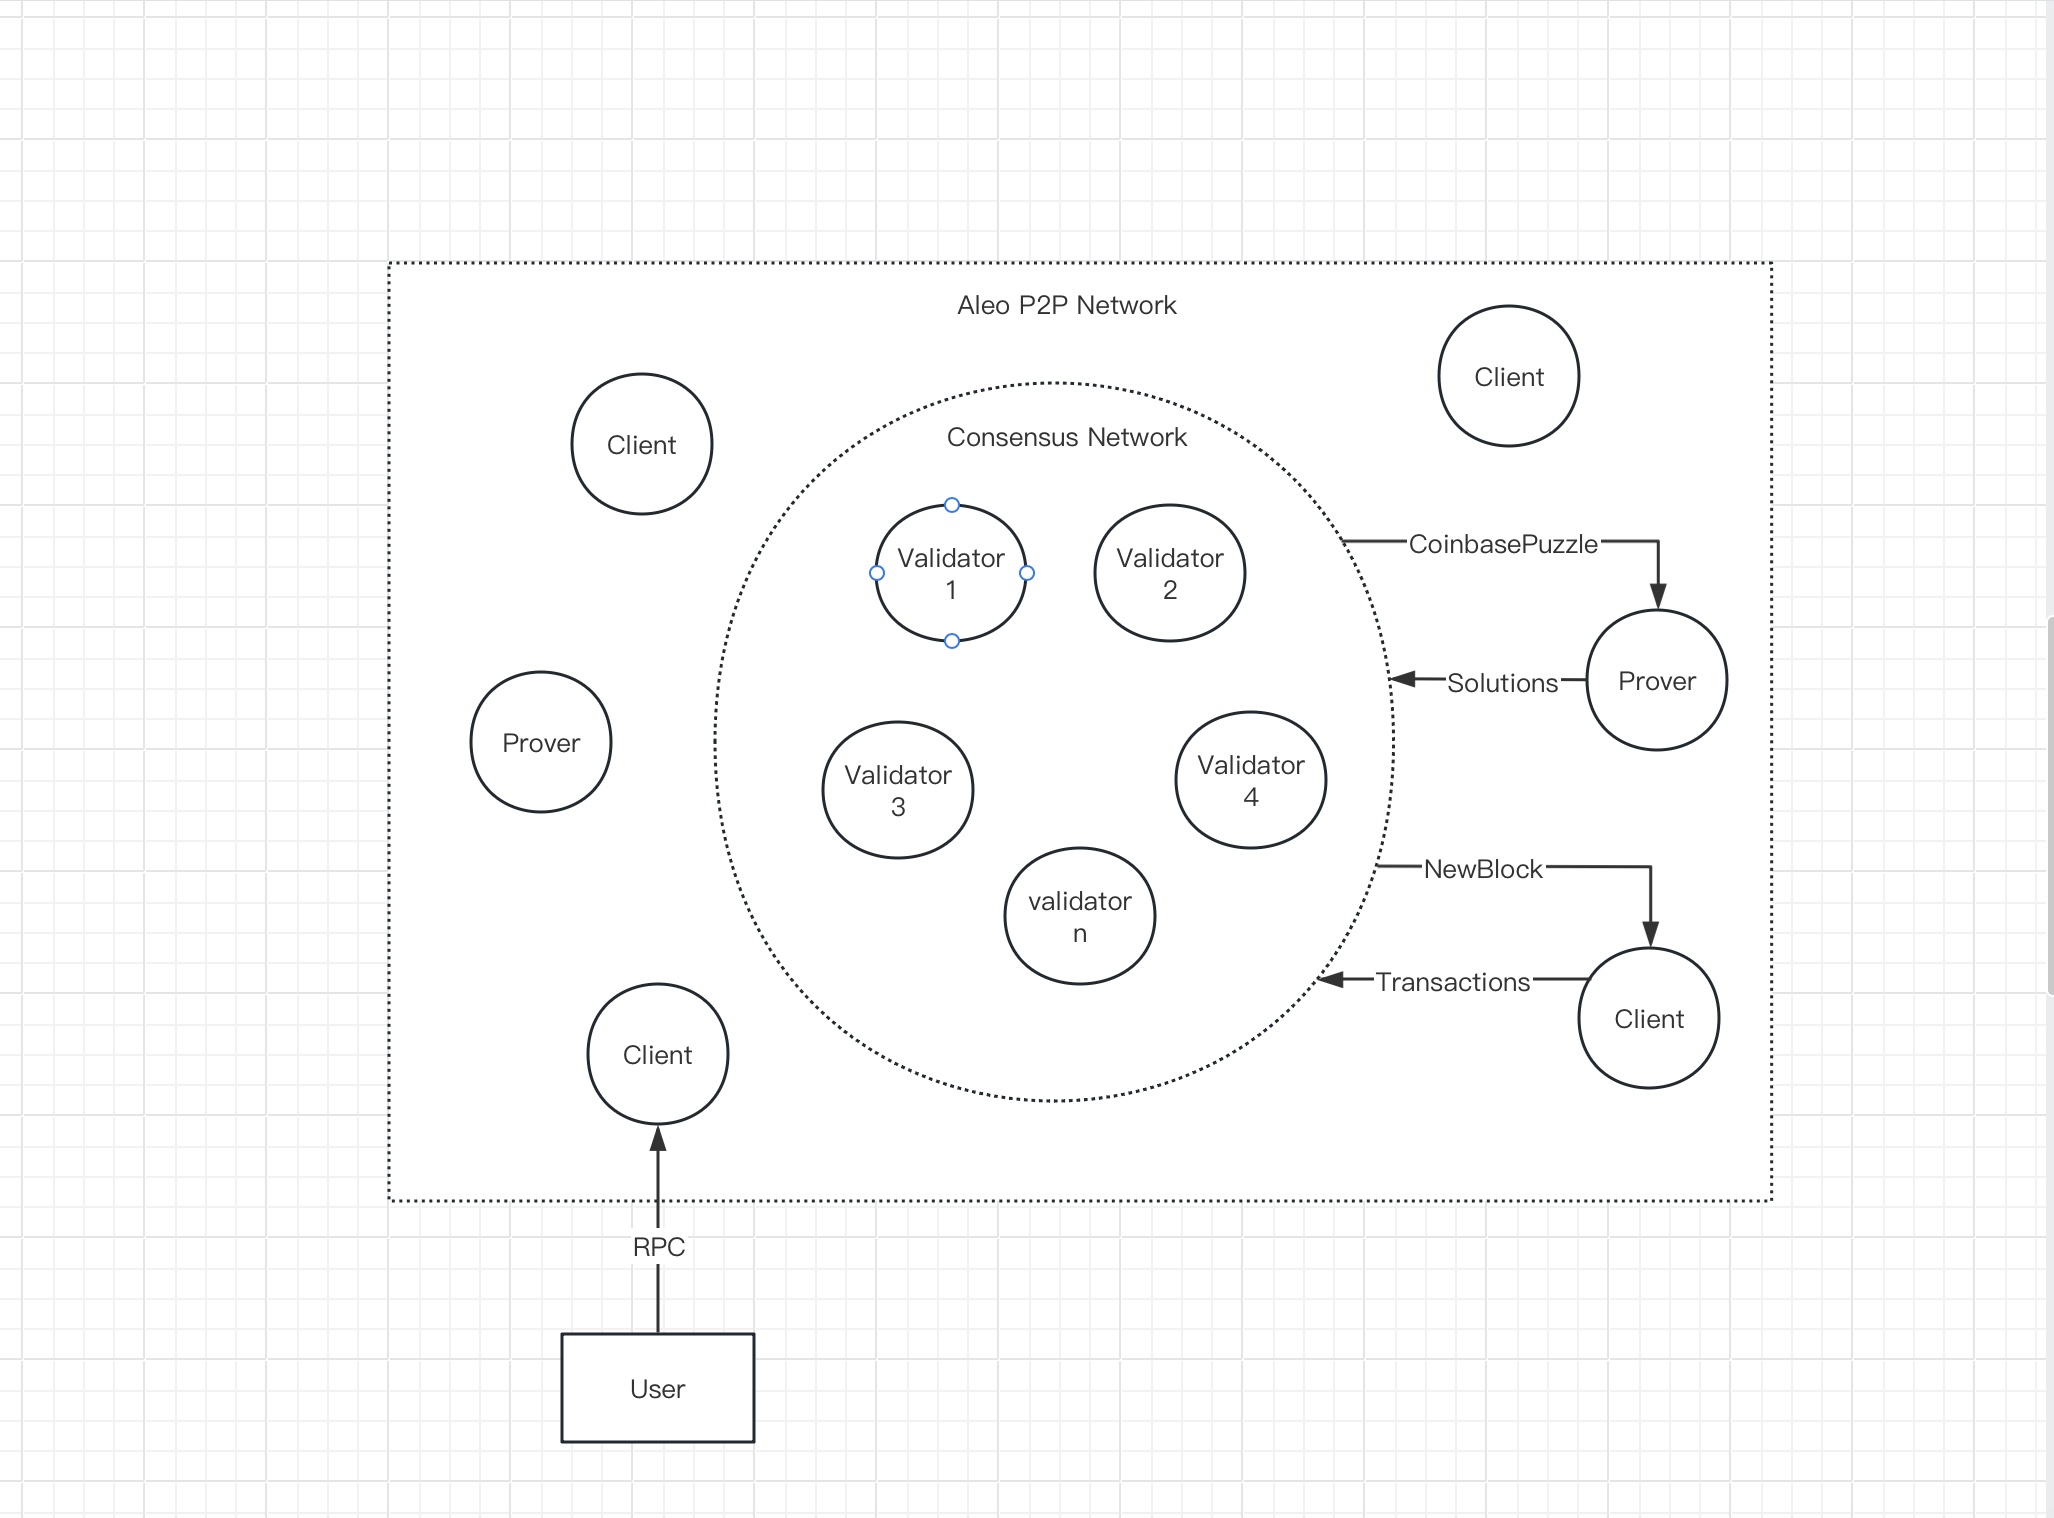 Aleo P2P Network
Client
Client
Consensus Network
CoinbasePuzzle
Validator
1
Validator
2
Solutions
Prover
Prover
Validator
3
Validator
4
NewBlock
validator
n
Transactions
Client
Client
RPC
User